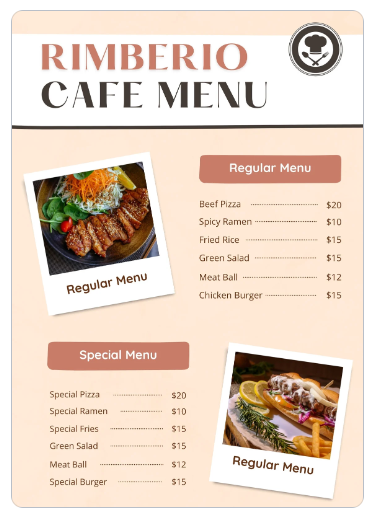 RIMBERIO
CAFE MENU
Regular Menu
Beef Pizza $20
Spicy Ramen $10
Fried Rice $15
Green Salad $15
Meat Ball $12
Chicken Burger $15
Regular Menu
Special Menu
Special Pizza $20
Special Ramen $10
Special Fries $15
Green Salad $15
Meat Ball $12
Special Burger $15
Regular Menu